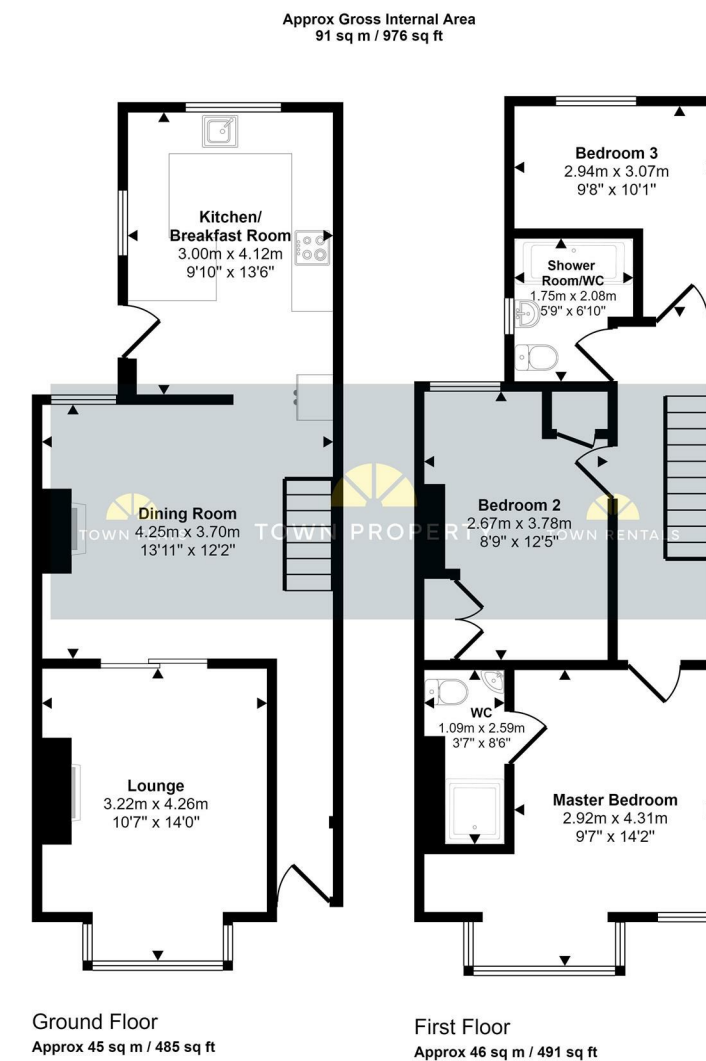 Approx Gross Internal Area
91 sq m / 976 sq ft
Kitchen/
Breakfast Room
3.00m x 4.12m
9'10" x 13'6"
Dining Room
4.25m x 3.70m
13'11" x 12'2"
Lounge
3.22m x 4.26m
10'7" x 14'0"
Ground Floor
Approx 45 sq m / 485 sq ft
Bedroom 3
2.94m x 3.07m
9'8" x 10'1"
Shower
Room/WC
1.75m x 2.08m
5'9" x 6'10"
Bedroom 2
2.67m x 3.78m
8'9" x 12'5"
WC
1.09m x 2.59m
3'7" x 8'6"
Master Bedroom
2.92m x 4.31m
9'7" x 14'2"
First Floor
Approx 46 sq m / 491 sq ft
TOWN
TOWN PROPERTY
TOWN RENTALS